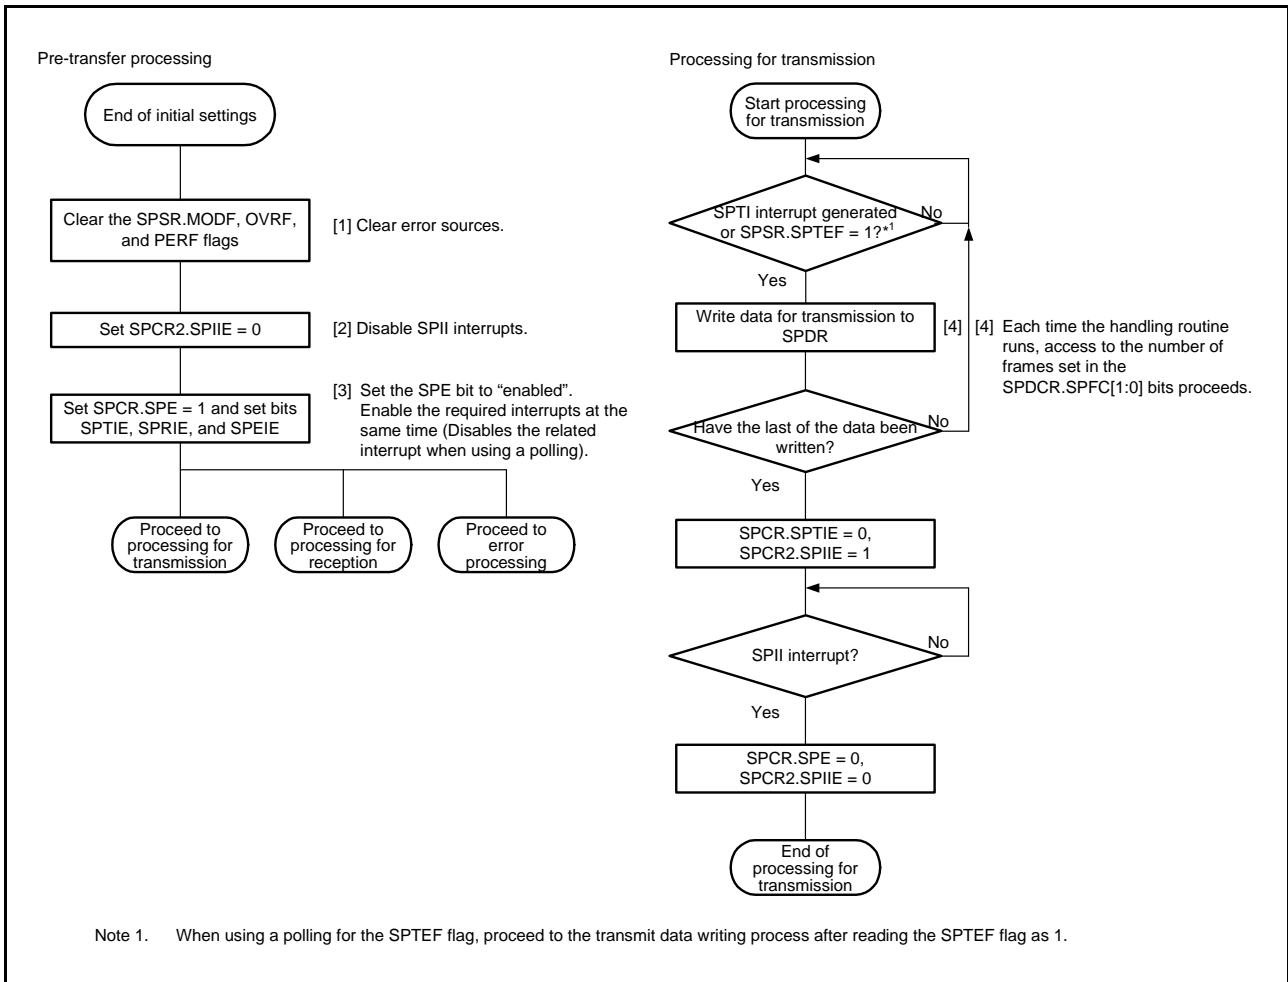 Pre-transfer processing
End of initial settings
Clear the SPSR.MODF, OVRF,
and PERF flags
[1] Clear error sources.
Set SPCR2.SPIIE = 0
[2] Disable SPII interrupts.
Set SPCR.SPE = 1 and set bits
SPTIE, SPRIE, and SPEIE
[3] Set the SPE bit to “enabled”.
Enable the required interrupts at the
same time (Disables the related
interrupt when using a polling).
Proceed to
processing for
transmission
Proceed to
processing for
reception
Proceed to
error
processing
Processing for transmission
Start processing
for transmission
SPTI interrupt generated
or SPSR.SPTEF = 1?*1
No
Yes
Write data for transmission to
SPDR
[4]
[4] Each time the handling routine
runs, access to the number of
frames set in the
SPDCR.SPFC[1:0] bits proceeds.
Have the last of the data been
written?
No
Yes
SPCR.SPTIE = 0,
SPCR2.SPIIE = 1
SPII interrupt?
No
Yes
SPCR.SPE = 0,
SPCR2.SPIIE = 0
End of
processing for
transmission
Note 1. When using a polling for the SPTEF flag, proceed to the transmit data writing process after reading the SPTEF flag as 1.